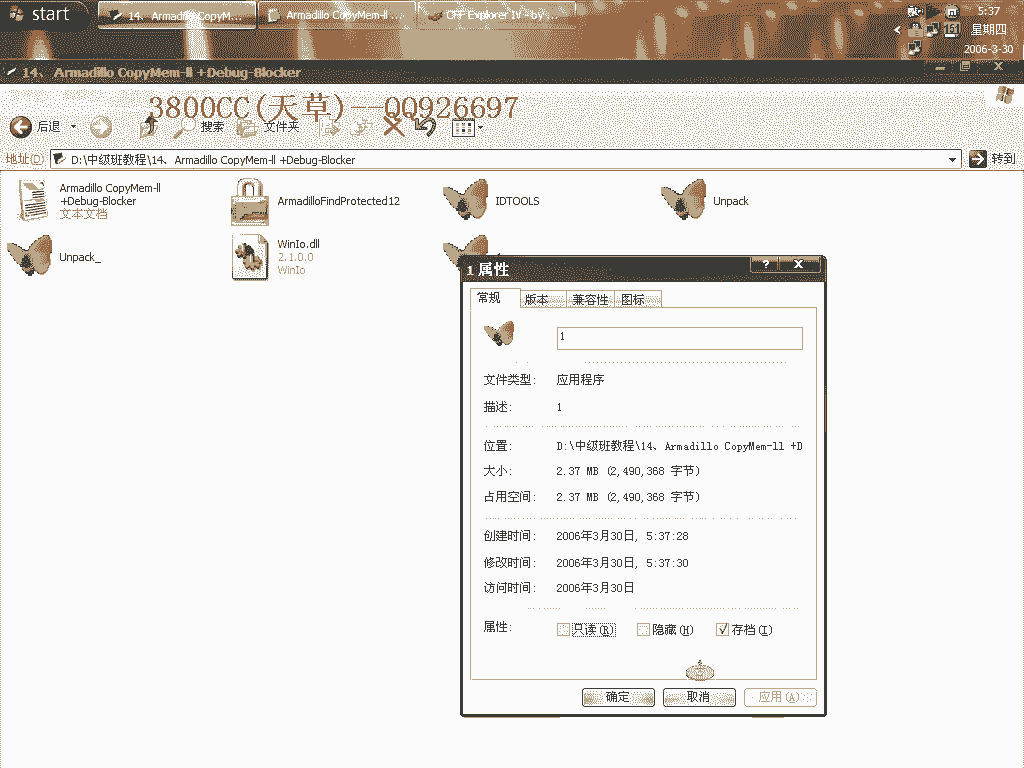 start
14、Armadillo CopyM...
Armadillo CopyMem-ll ...
CFF Explorer IV - by ...
5:37
星期四
2006-3-30
14、 Armadillo CopyMem-ll +Debug-Blocker
3800CC(天草)--QQ926697
后退
搜索
文件夹
地址(D)
D:\中级班教程\14、Armadillo CopyMem-ll +Debug-Blocker
转到
Armadillo CopyMem-ll
+Debug-Blocker
文本文档
ArmadilloFindProtected12
IDTOOLS
Unpack
Unpack_
WinIo.dll
2.1.0.0
WinIo
1 属性
常规
版本
兼容性
图标
1
文件类型:
应用程序
描述:
1
位置:
D:\中级班教程\14、Armadillo CopyMem-ll +D
大小:
2.37 MB (2,490,368 字节)
占用空间:
2.37 MB (2,490,368 字节)
创建时间:
2006年3月30日, 5:37:28
修改时间:
2006年3月30日, 5:37:30
访问时间:
2006年3月30日
属性:
只读(R)
隐藏(H)
存档(I)
确定
取消
应用(A)